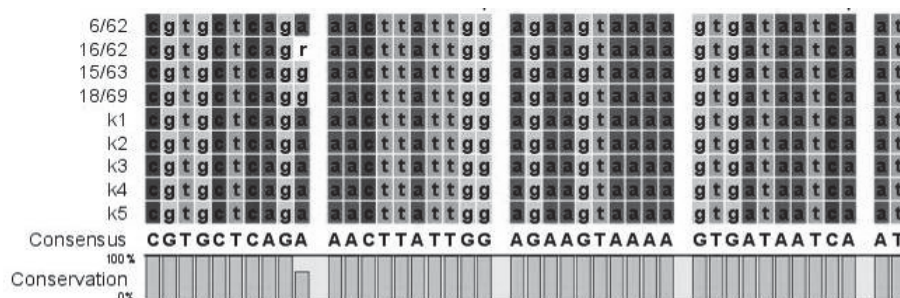 6/62 cgtgctcaga aacttattgg agaagtaaaa gtgataatca at
16/62 cgtgctcagr aacttattgg agaagtaaaa gtgataatca at
15/63 cgtgctcagg aacttattgg agaagtaaaa gtgataatca at
18/69 cgtgctcagg aacttattgg agaagtaaaa gtgataatca at
k1 cgtgctcaga aacttattgg agaagtaaaa gtgataatca at
k2 cgtgctcaga aacttattgg agaagtaaaa gtgataatca at
k3 cgtgctcaga aacttattgg agaagtaaaa gtgataatca at
k4 cgtgctcaga aacttattgg agaagtaaaa gtgataatca at
k5 cgtgctcaga aacttattgg agaagtaaaa gtgataatca at
Consensus CGTGCTCAGA AACTTATTGG AGAAGTAAAA GTGATAATCA AT
100%
Conservation
0%